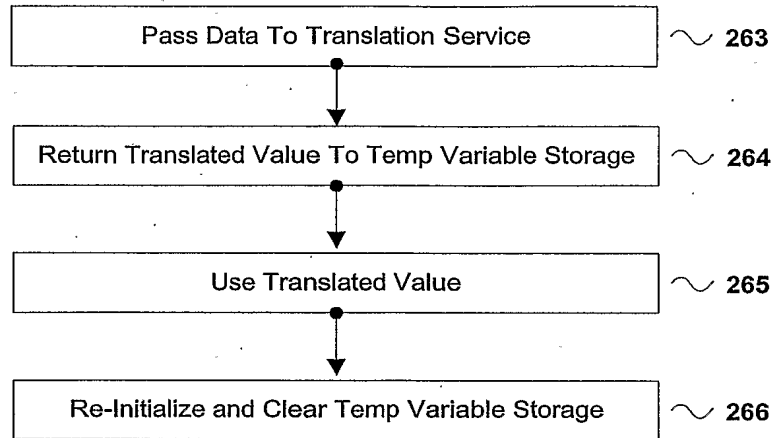 Pass Data To Translation Service 263
Return Translated Value To Temp Variable Storage 264
Use Translated Value 265
Re-Initialize and Clear Temp Variable Storage 266